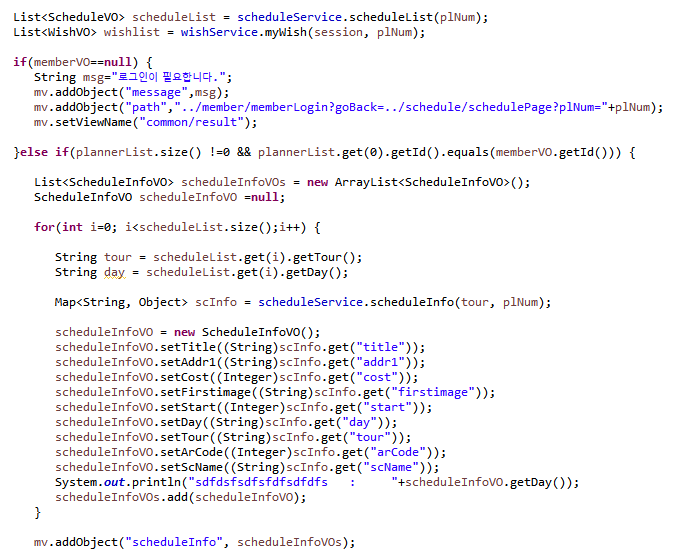 List<ScheduleVO> scheduleList = scheduleService.scheduleList(plNum);
List<WishVO> wishlist = wishService.myWish(session, plNum);
if(memberVO==null) {
String msg="로그인이 필요합니다.";
mv.addObject("message",msg);
mv.addObject("path","../member/memberLogin?goBack=../schedule/schedulePage?plNum="+plNum);
mv.setViewName("common/result");
}else if(plannerList.size() !=0 && plannerList.get(0).getId().equals(memberVO.getId())) {
List<ScheduleInfoVO> scheduleInfoVOs = new ArrayList<ScheduleInfoVO>();
ScheduleInfoVO scheduleInfoVO =null;
for(int i=0; i<scheduleList.size();i++) {
String tour = scheduleList.get(i).getTour();
String day = scheduleList.get(i).getDay();
Map<String, Object> scInfo = scheduleService.scheduleInfo(tour, plNum);
scheduleInfoVO = new ScheduleInfoVO();
scheduleInfoVO.setTitle((String)scInfo.get("title"));
scheduleInfoVO.setAddr1((String)scInfo.get("addr1"));
scheduleInfoVO.setCost((Integer)scInfo.get("cost"));
scheduleInfoVO.setFirstimage((String)scInfo.get("firstimage"));
scheduleInfoVO.setStart((Integer)scInfo.get("start"));
scheduleInfoVO.setDay((String)scInfo.get("day"));
scheduleInfoVO.setTour((String)scInfo.get("tour"));
scheduleInfoVO.setArCode((Integer)scInfo.get("arCode"));
scheduleInfoVO.setScName((String)scInfo.get("scName"));
System.out.println("sdfdsfsdfsfdfsdfdfs   :     "+scheduleInfoVO.getDay());
scheduleInfoVOs.add(scheduleInfoVO);
}
mv.addObject("scheduleInfo", scheduleInfoVOs);